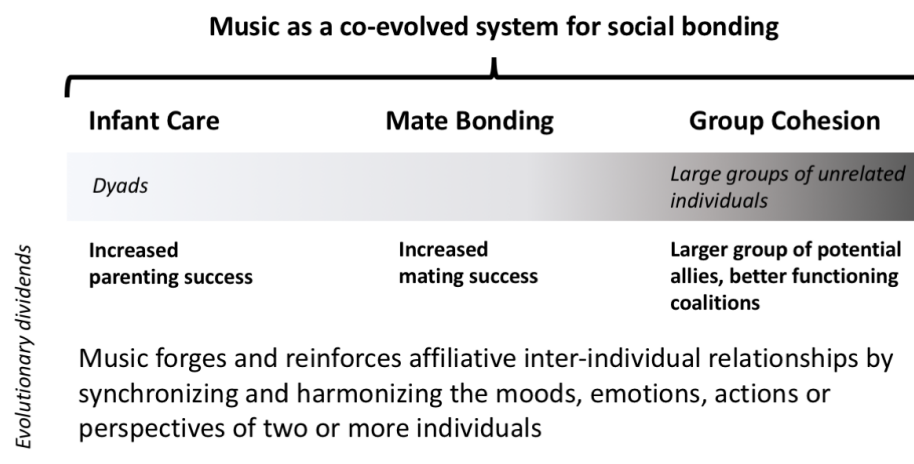 Music as a co-evolved system for social bonding
Infant Care
Mate Bonding
Group Cohesion
Dyads
Large groups of unrelated
individuals
Evolutionary dividends
Increased
parenting success
Increased
mating success
Larger group of potential
allies, better functioning
coalitions
Music forges and reinforces affiliative inter-individual relationships by
synchronizing and harmonizing the moods, emotions, actions or
perspectives of two or more individuals